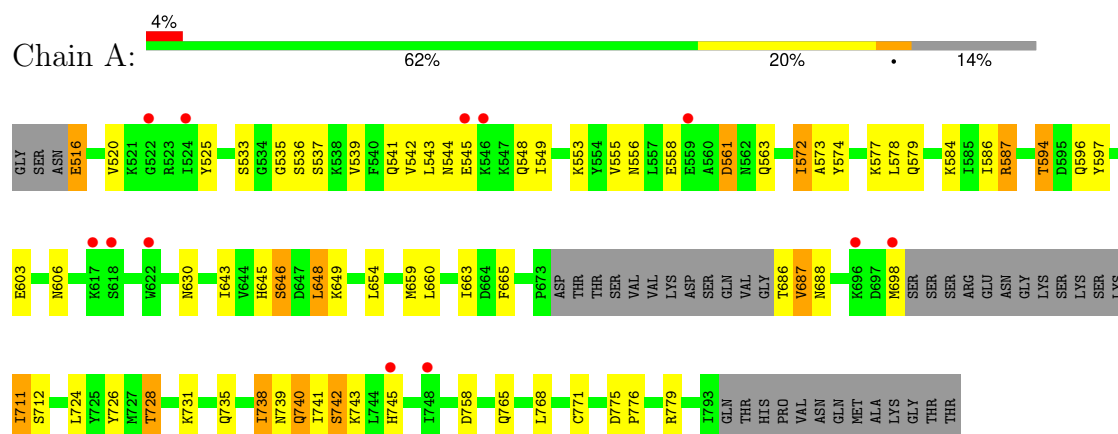 4%
Chain A:
62% 20% • 14%
GLY SER ASN E516 V520 K521 G522 R523 I524 Y525 S533 G534 G535 S536 S537 K538 V539 F540 Q541 V542 L543 N544 E545 K546 K547 Q548 I549 K553 Y554 V555 N556 L557 E558 E559 A560 D561 N562 Q563 I572 A573 Y574 K577 L578 Q579 K584 I585 I586 R587 T594 D595 Q596 Y597
E603 N606 K617 S618 W622 N630 I643 V644 H645 S646 D647 L648 K649 L654 M659 L660 I663 D664 F665 P673 ASP THR THR SER VAL VAL LYS ASP SER GLN VAL GLY T686 V687 N688 K696 D697 M698 SER SER SER ARG GLU ASN GLY LYS SER LYS SER LYS
I711 S712 L724 Y725 Y726 M727 T728 K731 Q735 I738 N739 Q740 I741 S742 K743 L744 H745 I748 D758 Q765 L768 C771 D775 P776 R779 I793 GLN THR HIS PRO VAL ASN GLN MET ALA LYS GLY THR THR